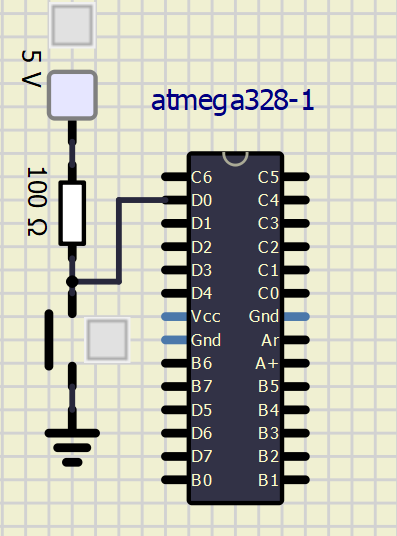 5 V
100 Ω
atmega328-1
C6 C5
D0 C4
D1 C3
D2 C2
D3 C1
D4 C0
Vcc Gnd
Gnd Ar
B6 A+
B7 B5
D5 B4
D6 B3
D7 B2
B0 B1